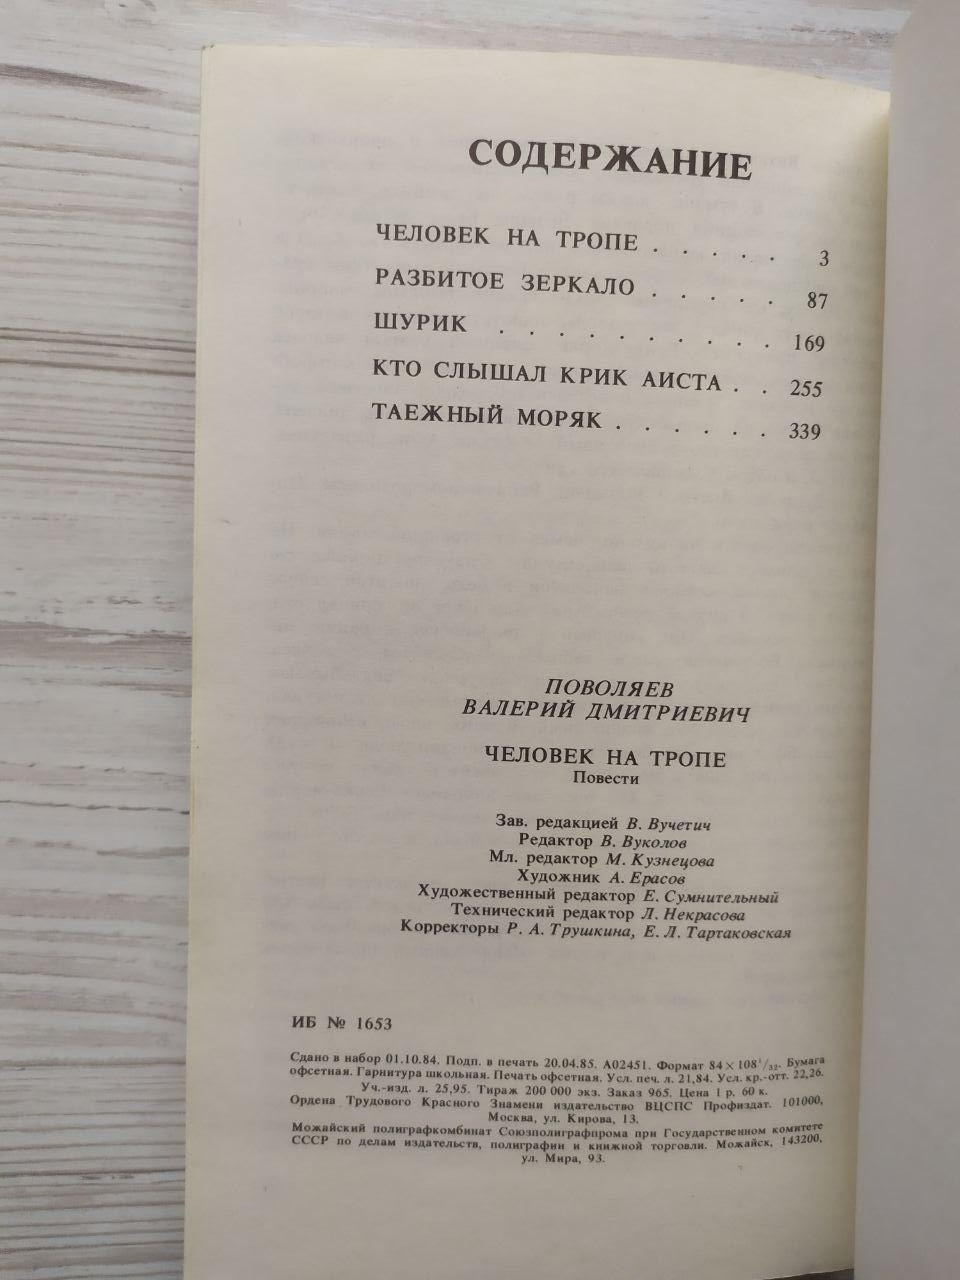 СОДЕРЖАНИЕ
ЧЕЛОВЕК НА ТРОПЕ . . . . . 3
РАЗБИТОЕ ЗЕРКАЛО . . . . . 87
ШУРИК . . . . . . . . . . 169
КТО СЛЫШАЛ КРИК АИСТА . . 255
ТАЕЖНЫЙ МОРЯК . . . . . . 339
ПОВОЛЯЕВ
ВАЛЕРИЙ ДМИТРИЕВИЧ
ЧЕЛОВЕК НА ТРОПЕ
Повести
Зав. редакцией В. Вучетич
Редактор В. Вуколов
Мл. редактор М. Кузнецова
Художник А. Ерасов
Художественный редактор Е. Сумнительный
Технический редактор Л. Некрасова
Корректоры Р. А. Трушкина, Е. Л. Тартаковская
ИБ № 1653
Сдано в набор 01.10.84. Подп. в печать 20.04.85. А02451. Формат 84×108¹/₃₂. Бумага
офсетная. Гарнитура школьная. Печать офсетная. Усл. печ. л. 21,84. Усл. кр.-отт. 22,26.
Уч.-изд. л. 25,95. Тираж 200 000 экз. Заказ 965. Цена 1 р. 60 к.
Ордена Трудового Красного Знамени издательство ВЦСПС Профиздат. 101000,
Москва, ул. Кирова, 13.
Можайский полиграфкомбинат Союзполиграфпрома при Государственном комитете
СССР по делам издательств, полиграфии и книжной торговли. Можайск, 143200,
ул. Мира, 93.